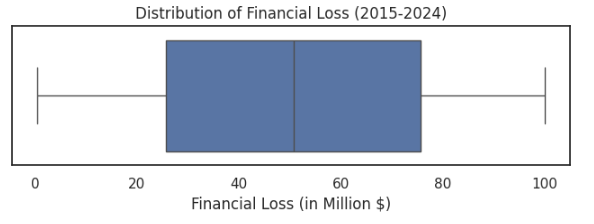 Distribution of Financial Loss (2015-2024)
0 20 40 60 80 100
Financial Loss (in Million $)